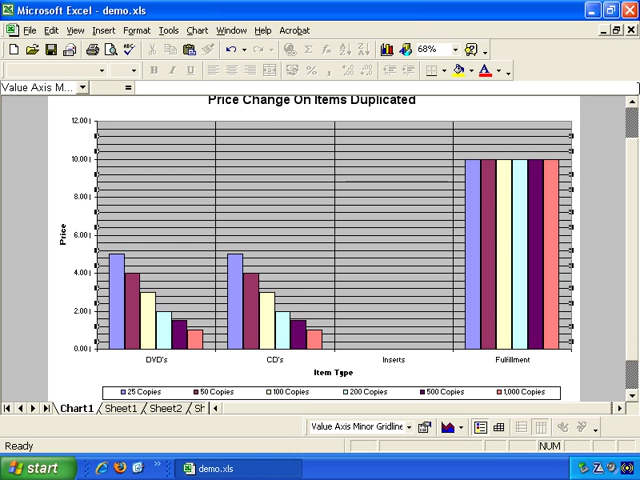 Microsoft Excel - demo.xls
File Edit View Insert Format Tools Chart Window Help Acrobat
68%
Value Axis M...
=
Price Change On Items Duplicated
12.00
10.00
8.00
6.00
4.00
2.00
0.00
Price
DVD's CD's Inserts Fulfillment
Item Type
25 Copies 50 Copies 100 Copies 200 Copies 500 Copies 1,000 Copies
Chart1 Sheet1 Sheet2 Sh
Value Axis Minor Gridline
Ready
NUM
start
demo.xls